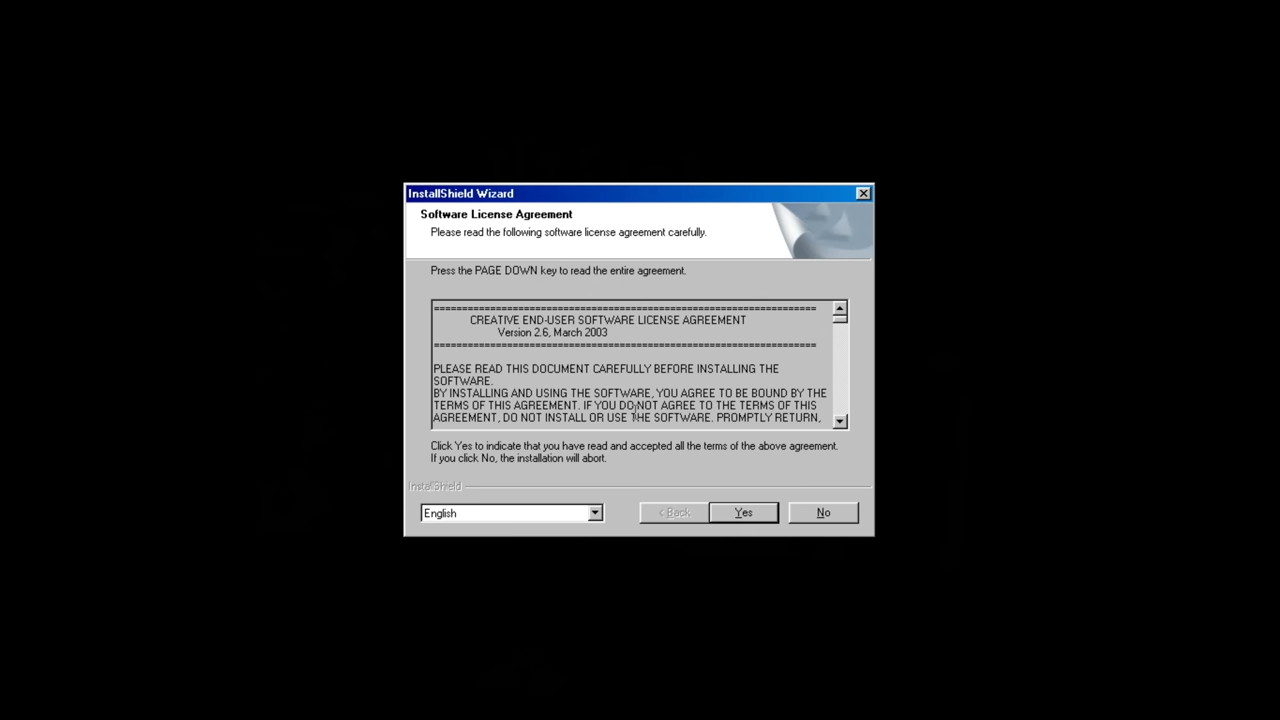 InstallShield Wizard
Software License Agreement
Please read the following software license agreement carefully.
Press the PAGE DOWN key to read the entire agreement.
==================================================================
CREATIVE END-USER SOFTWARE LICENSE AGREEMENT
Version 2.6, March 2003
==================================================================
PLEASE READ THIS DOCUMENT CAREFULLY BEFORE INSTALLING THE
SOFTWARE.
BY INSTALLING AND USING THE SOFTWARE, YOU AGREE TO BE BOUND BY THE
TERMS OF THIS AGREEMENT. IF YOU DO NOT AGREE TO THE TERMS OF THIS
AGREEMENT, DO NOT INSTALL OR USE THE SOFTWARE. PROMPTLY RETURN,
Click Yes to indicate that you have read and accepted all the terms of the above agreement.
If you click No, the installation will abort.
InstallShield
English
< Back Yes No